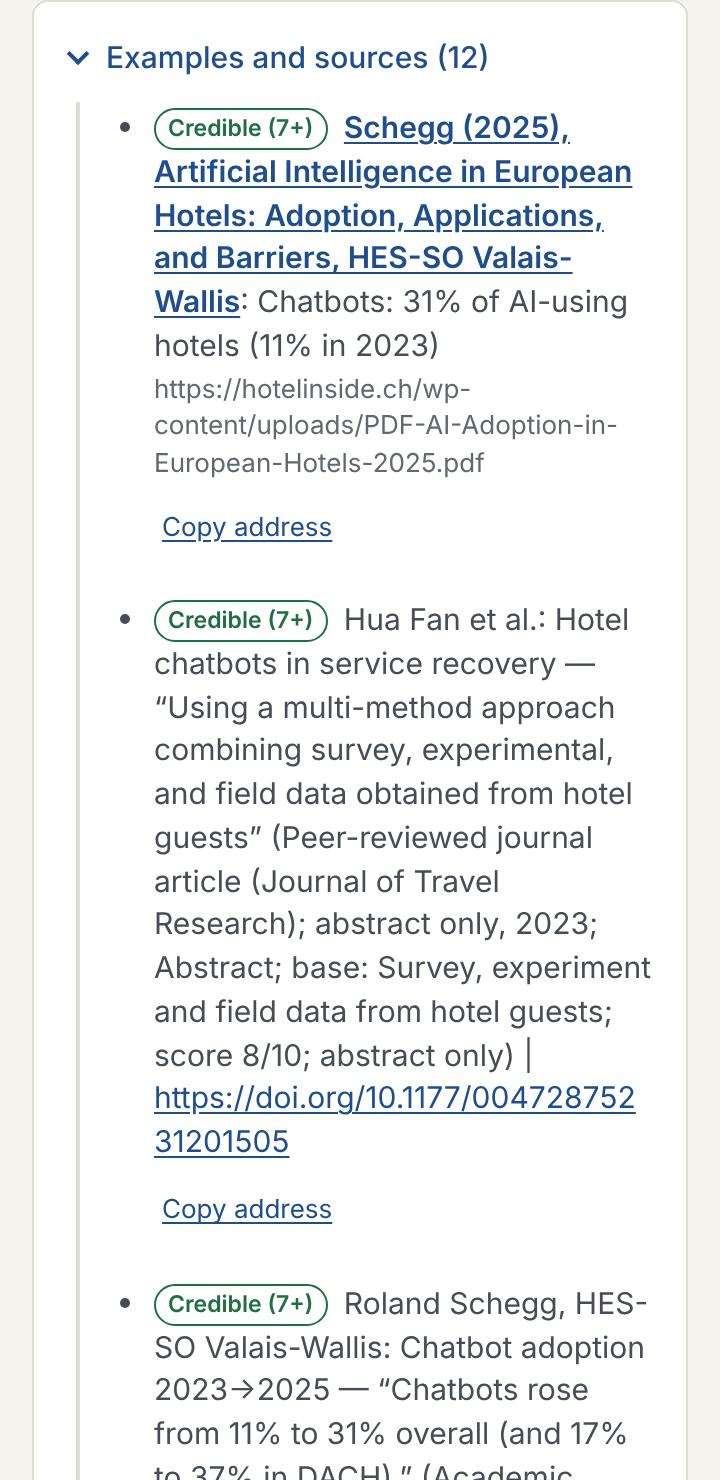 Examples and sources (12)
Credible (7+) Schegg (2025),
Artificial Intelligence in European
Hotels: Adoption, Applications,
and Barriers, HES-SO Valais-
Wallis: Chatbots: 31% of AI-using
hotels (11% in 2023)
https://hotelinside.ch/wp-
content/uploads/PDF-AI-Adoption-in-
European-Hotels-2025.pdf
Copy address
Credible (7+) Hua Fan et al.: Hotel
chatbots in service recovery —
“Using a multi-method approach
combining survey, experimental,
and field data obtained from hotel
guests” (Peer-reviewed journal
article (Journal of Travel
Research); abstract only, 2023;
Abstract; base: Survey, experiment
and field data from hotel guests;
score 8/10; abstract only) |
https://doi.org/10.1177/004728752
31201505
Copy address
Credible (7+) Roland Schegg, HES-
SO Valais-Wallis: Chatbot adoption
2023→2025 — “Chatbots rose
from 11% to 31% overall (and 17%
to 37% in DACH).” (Academic